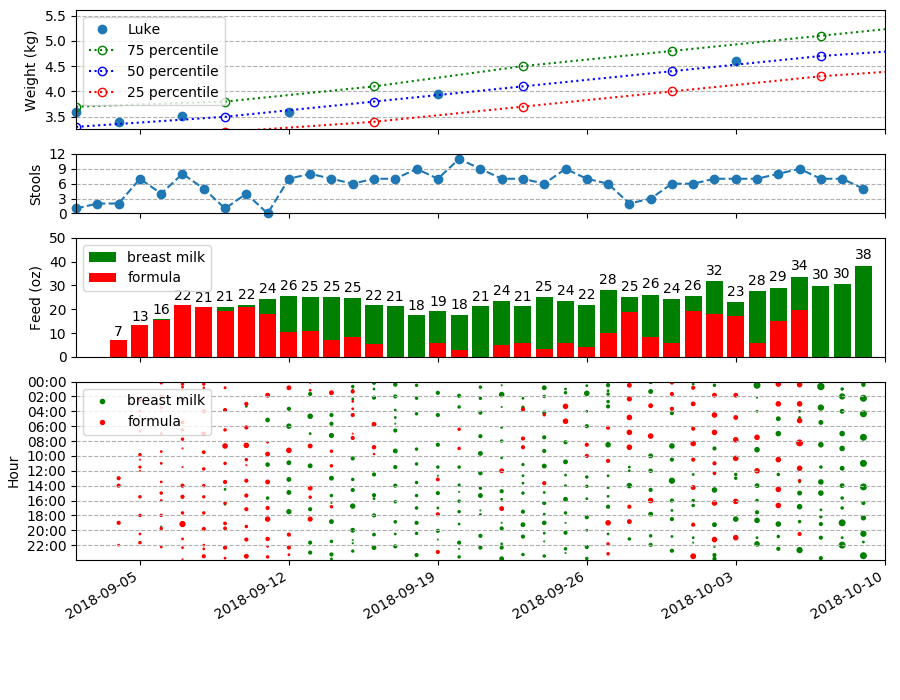 5.5
5.0
4.5
4.0
3.5
Weight (kg)
Luke
75 percentile
50 percentile
25 percentile
12
9
6
3
0
Stools
50
40
30
20
10
0
Feed (oz)
breast milk
formula
7 13 16 22 21 21 22 24 26 25 25 25 22 21 18 19 18 21 24 21 25 24 22 28 25 26 24 26 32 23 28 29 34 30 30 38
00:00
02:00
04:00
06:00
08:00
10:00
12:00
14:00
16:00
18:00
20:00
22:00
Hour
breast milk
formula
2018-09-05 2018-09-12 2018-09-19 2018-09-26 2018-10-03 2018-10-10